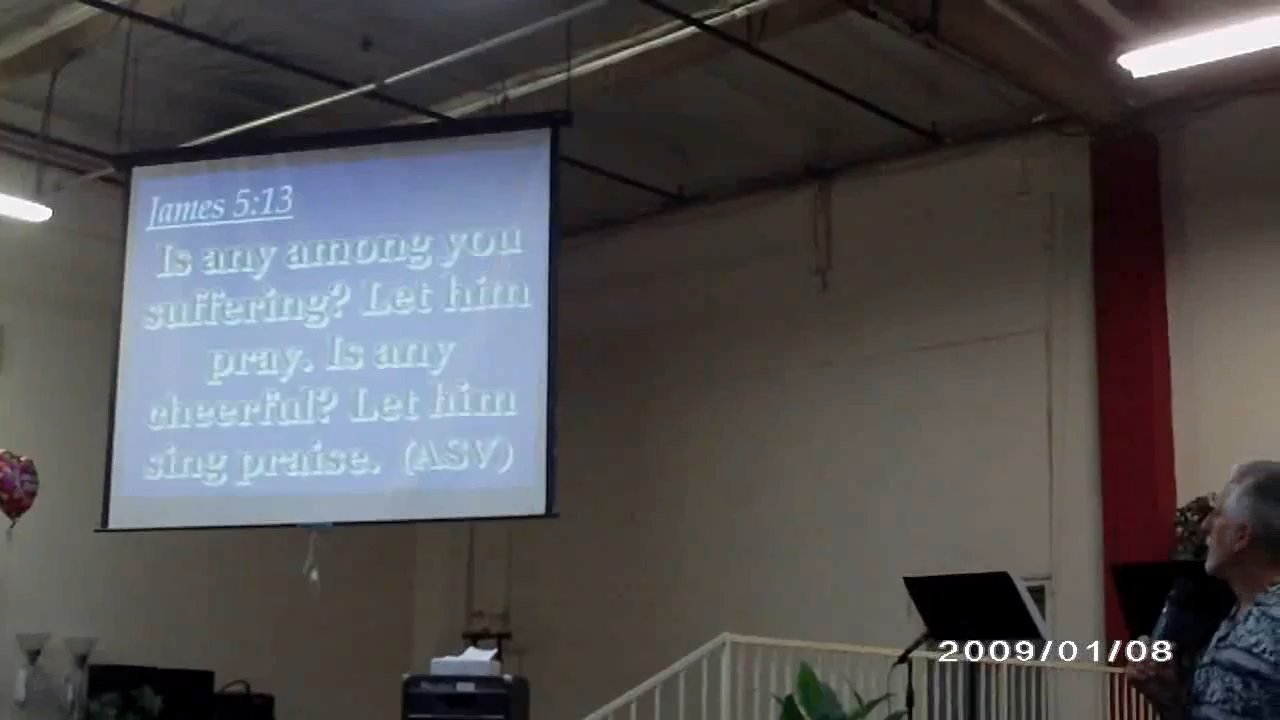 James 5:13
Is any among you
suffering? Let him
pray. Is any
cheerful? Let him
sing praise. (ASV)
2009/01/08